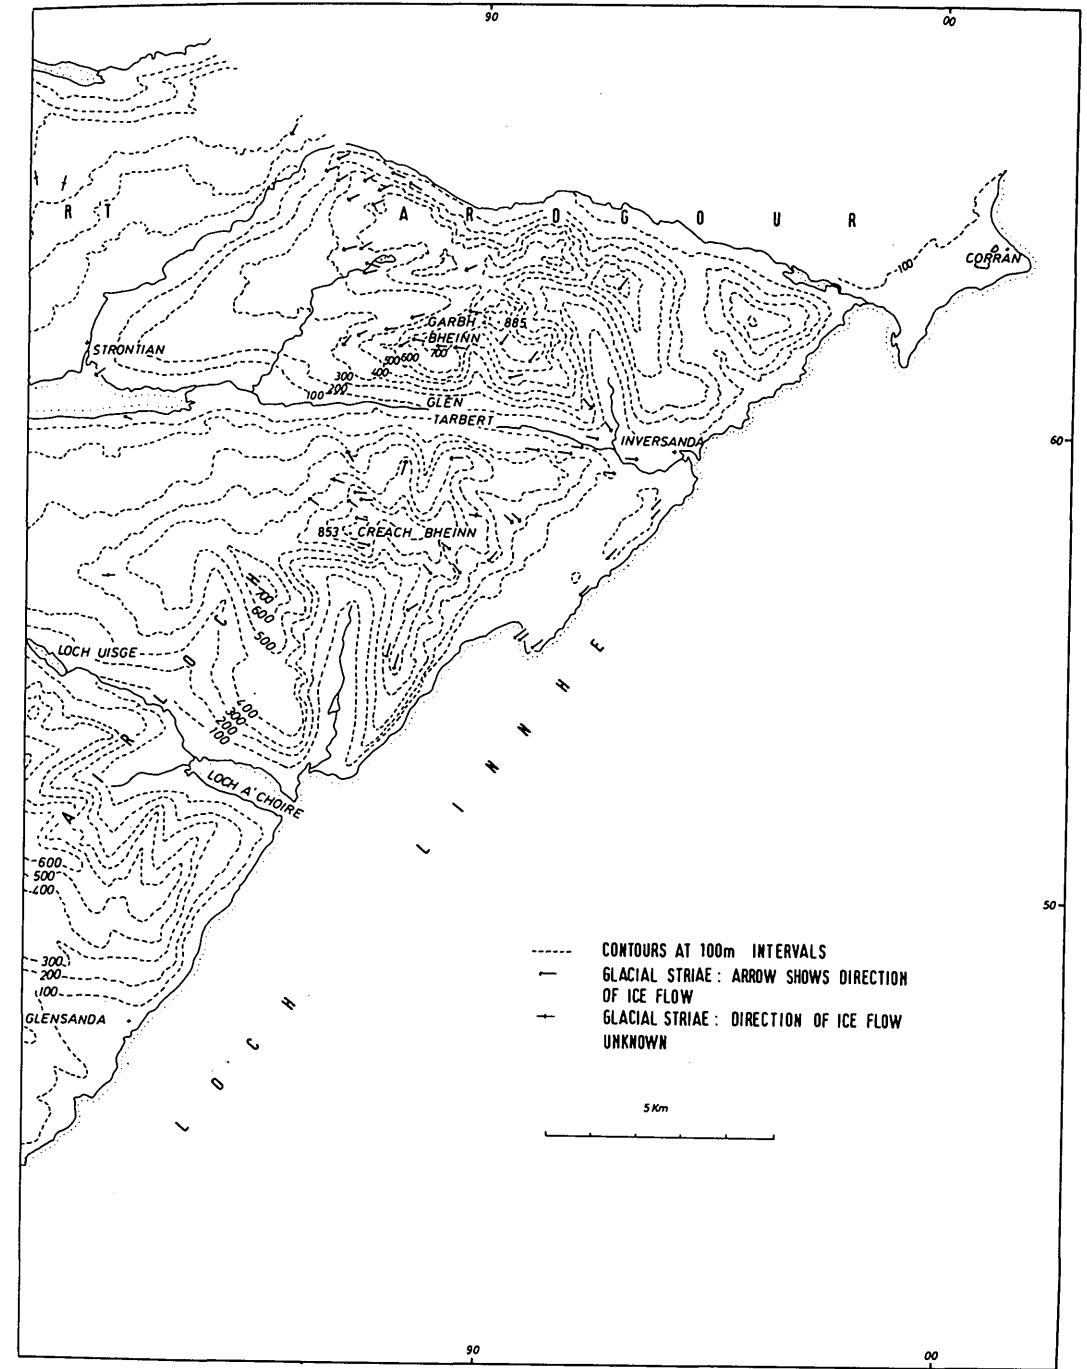 90
00
R T
A R D G O U R
100
CORRAN
GARBH
BHEINN
885
700
500 600
400
300
200
100
STRONTIAN
GLEN
TARBERT
INVERSANDA
60
853
CREACH BHEINN
700
600
500
LOCH UISGE
400
300
200
100
LOCH A' CHOIRE
A I R L O C H
600
500
400
300
200
100
GLENSANDA
LOCH LINNHE
50
CONTOURS AT 100m INTERVALS
GLACIAL STRIAE: ARROW SHOWS DIRECTION
OF ICE FLOW
GLACIAL STRIAE: DIRECTION OF ICE FLOW
UNKNOWN
5 Km
90
00